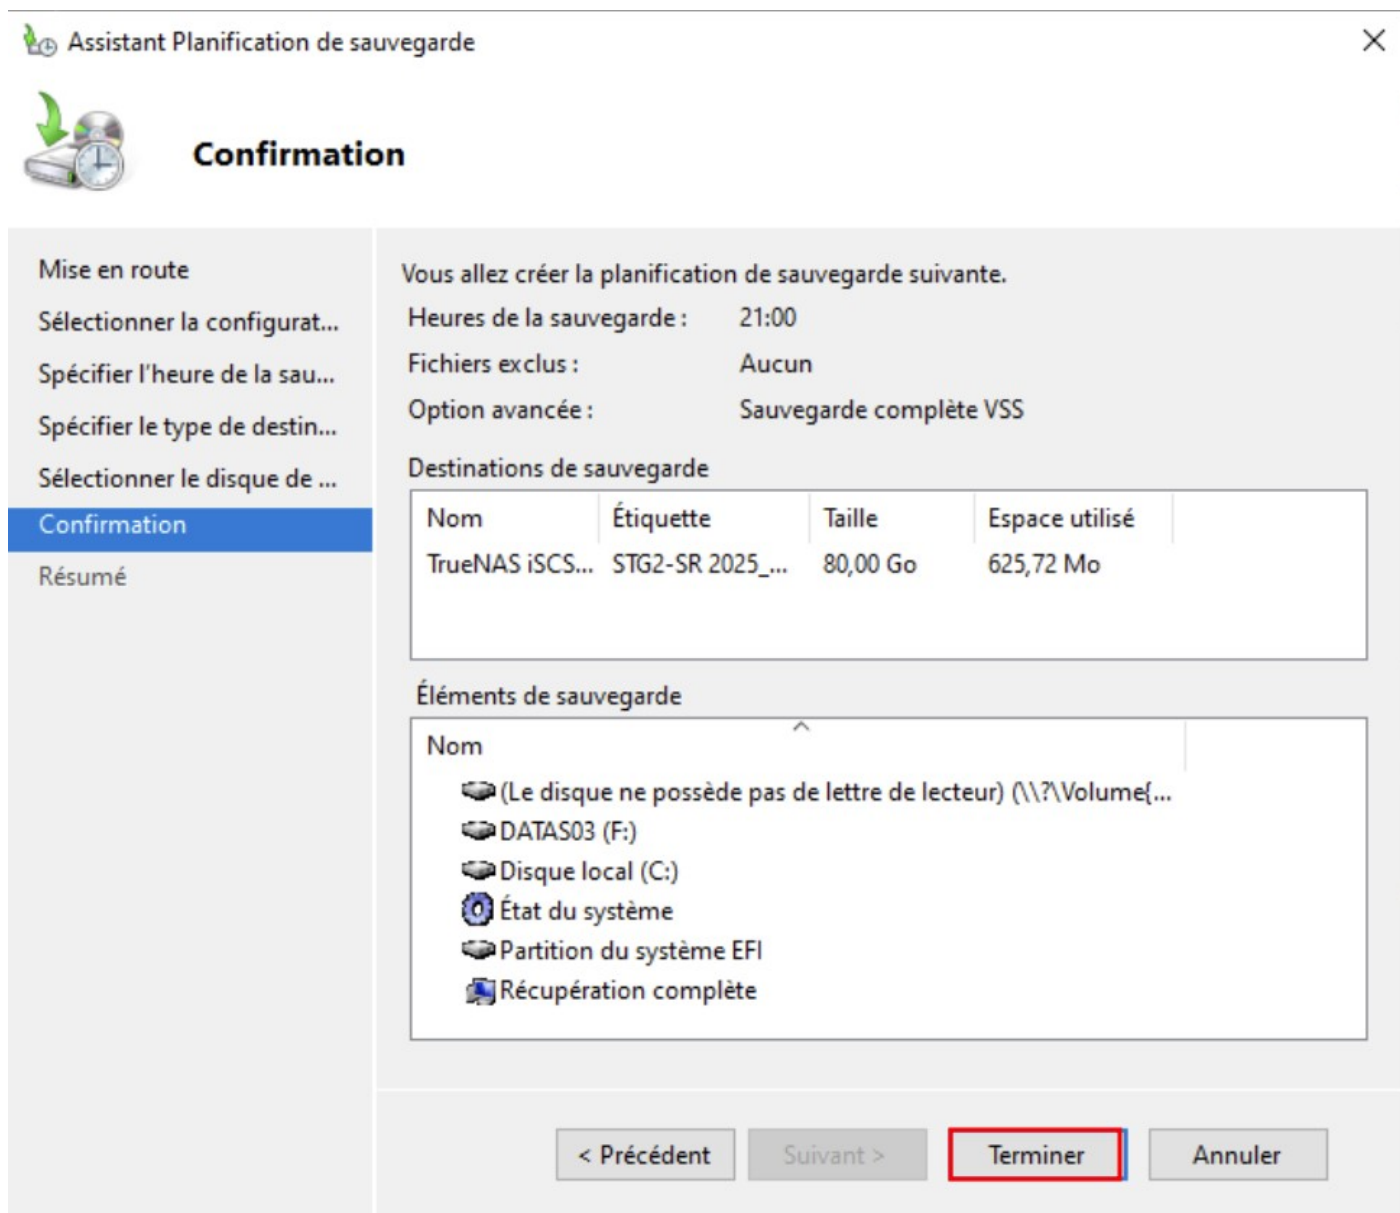 Assistant Planification de sauvegarde
Confirmation
Mise en route
Sélectionner la configurat...
Spécifier l'heure de la sau...
Spécifier le type de destin...
Sélectionner le disque de ...
Confirmation
Résumé
Vous allez créer la planification de sauvegarde suivante.
Heures de la sauvegarde : 21:00
Fichiers exclus : Aucun
Option avancée : Sauvegarde complète VSS
Destinations de sauvegarde
Nom Étiquette Taille Espace utilisé
TrueNAS iSCS... STG2-SR 2025_... 80,00 Go 625,72 Mo
Éléments de sauvegarde
Nom
(Le disque ne possède pas de lettre de lecteur) (\\?\Volume{...
DATAS03 (F:)
Disque local (C:)
État du système
Partition du système EFI
Récupération complète
< Précédent Suivant > Terminer Annuler